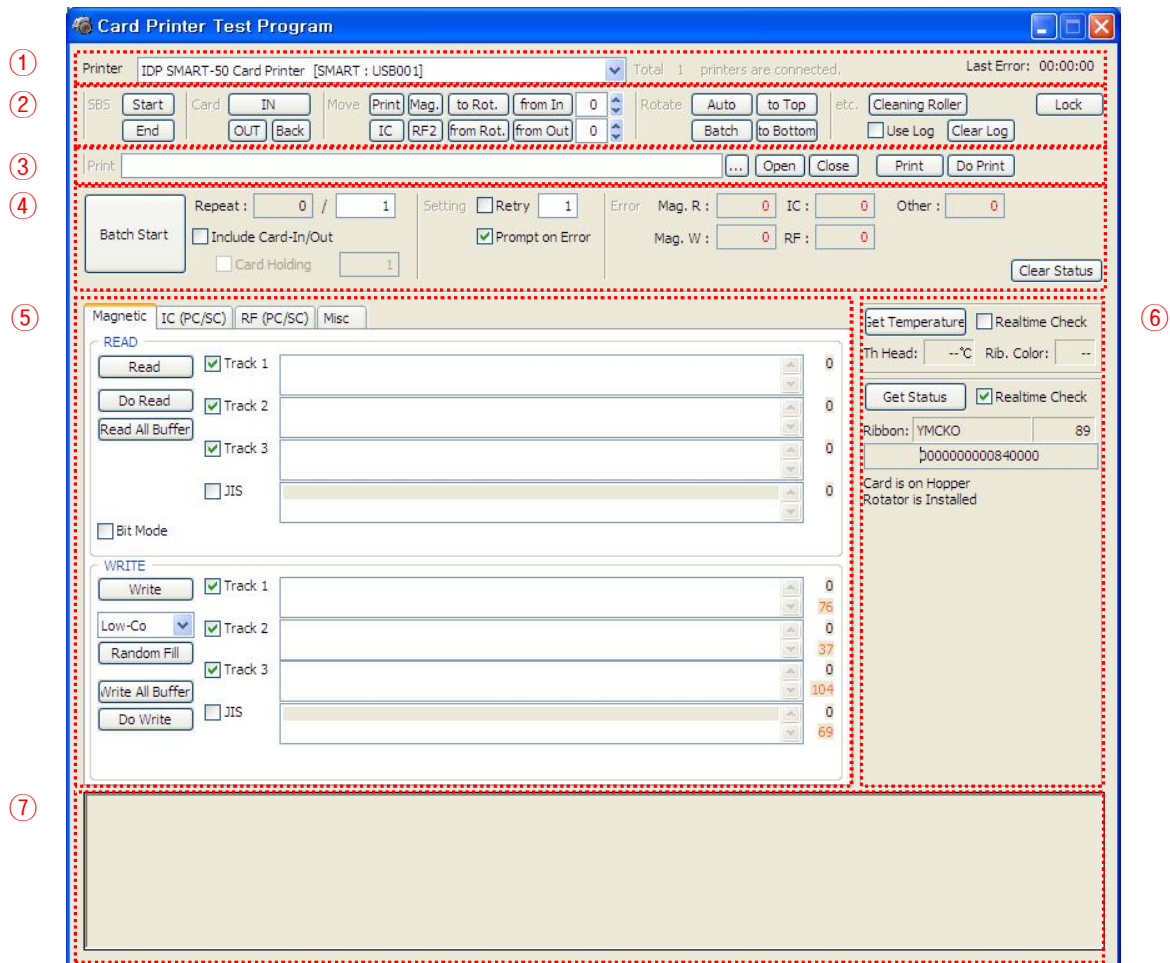 Card Printer Test Program
① Printer IDP SMART-50 Card Printer [SMART : USB001] Total 1 printers are connected. Last Error: 00:00:00
② SBS Start Card IN Move Print Mag. to Rot. from In 0 Rotate Auto to Top etc. Cleaning Roller Lock
End OUT Back IC RF2 from Rot. from Out 0 Batch to Bottom Use Log Clear Log
③ Print ... Open Close Print Do Print
④ Batch Start Repeat : 0 / 1 Setting Retry 1 Error Mag. R : 0 IC : 0 Other : 0
Include Card-In/Out Prompt on Error Mag. W : 0 RF : 0
Card Holding 1
Clear Status
⑤ Magnetic IC (PC/SC) RF (PC/SC) Misc
READ
Read Track 1 0
Do Read Track 2 0
Read All Buffer
Track 3 0
JIS 0
Bit Mode
WRITE
Write Track 1 0
76
Low-Co Track 2 0
Random Fill 37
Track 3 0
Write All Buffer 104
Do Write JIS 0
69
⑥ Get Temperature Realtime Check
Th Head: --℃ Rib. Color: --
Get Status Realtime Check
Ribbon: YMCKO 89
0000000000840000
Card is on Hopper
Rotator is Installed
⑦